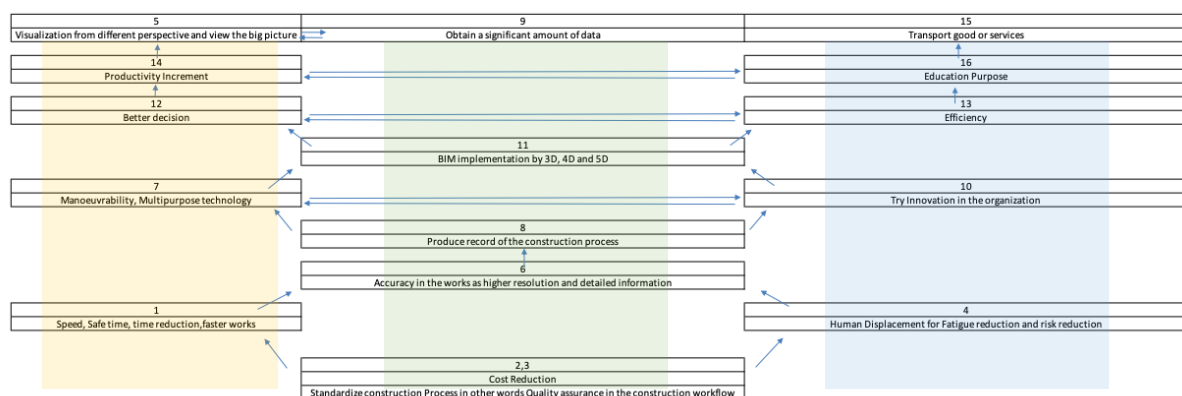 5
Visualization from different perspective and view the big picture
9
Obtain a significant amount of data
15
Transport good or services
14
Productivity Increment
16
Education Purpose
12
Better decision
13
Efficiency
11
BIM implementation by 3D, 4D and 5D
7
Manoeuvrability, Multipurpose technology
10
Try Innovation in the organization
8
Produce record of the construction process
6
Accuracy in the works as higher resolution and detailed information
1
Speed, Safe time, time reduction,faster works
4
Human Displacement for Fatigue reduction and risk reduction
2,3
Cost Reduction
Standardize construction Process in other words Quality assurance in the construction workflow